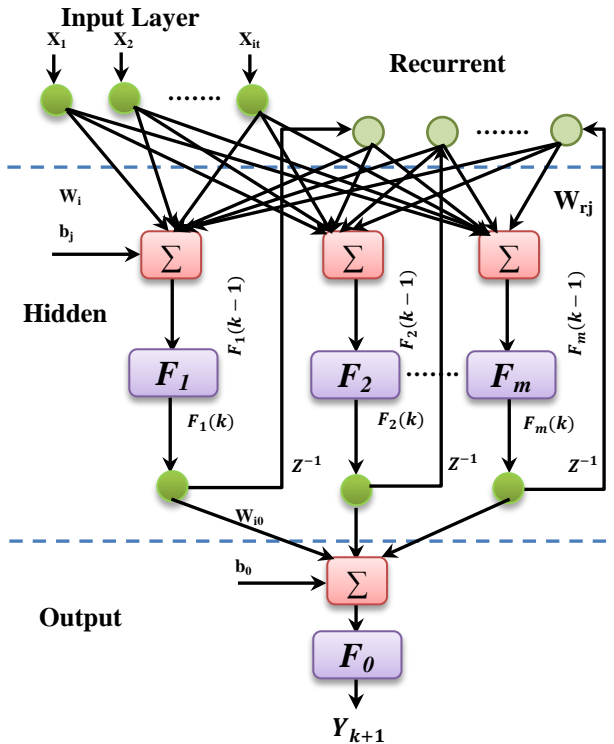 Input Layer
X1 X2 Xit
Recurrent
.......
.......
Wi
Wrj
bj
Σ Σ Σ
Hidden
F1(k − 1)
F2(k − 1)
Fm(k − 1)
F1 F2 ....... Fm
F1(k) F2(k) Fm(k)
Z−1 Z−1 Z−1
Wi0
b0
Σ
Output
F0
Yk+1